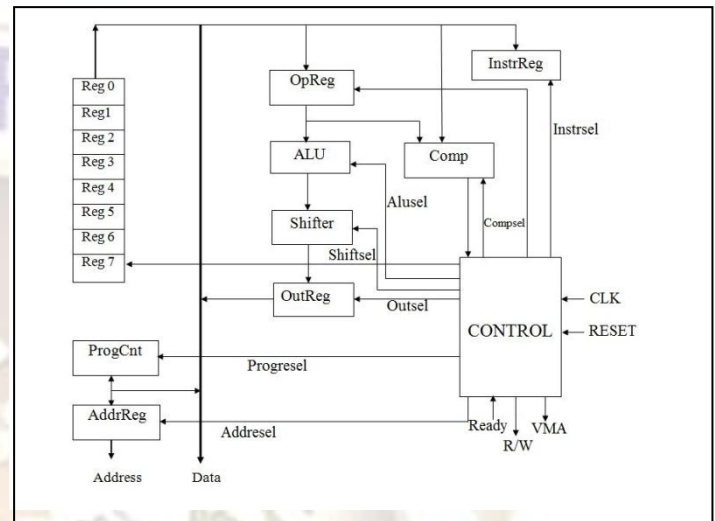 InstrReg
OpReg
Reg 0
Reg1
Reg 2
Reg 3
Reg 4
Reg 5
Reg 6
Reg 7
Instrsel
ALU
Comp
Alusel
Compsel
Shifter
Shiftsel
OutReg
Outsel
CLK
CONTROL
RESET
ProgCnt
Progresel
AddrReg
Addresel
Ready
R/W
VMA
Address
Data